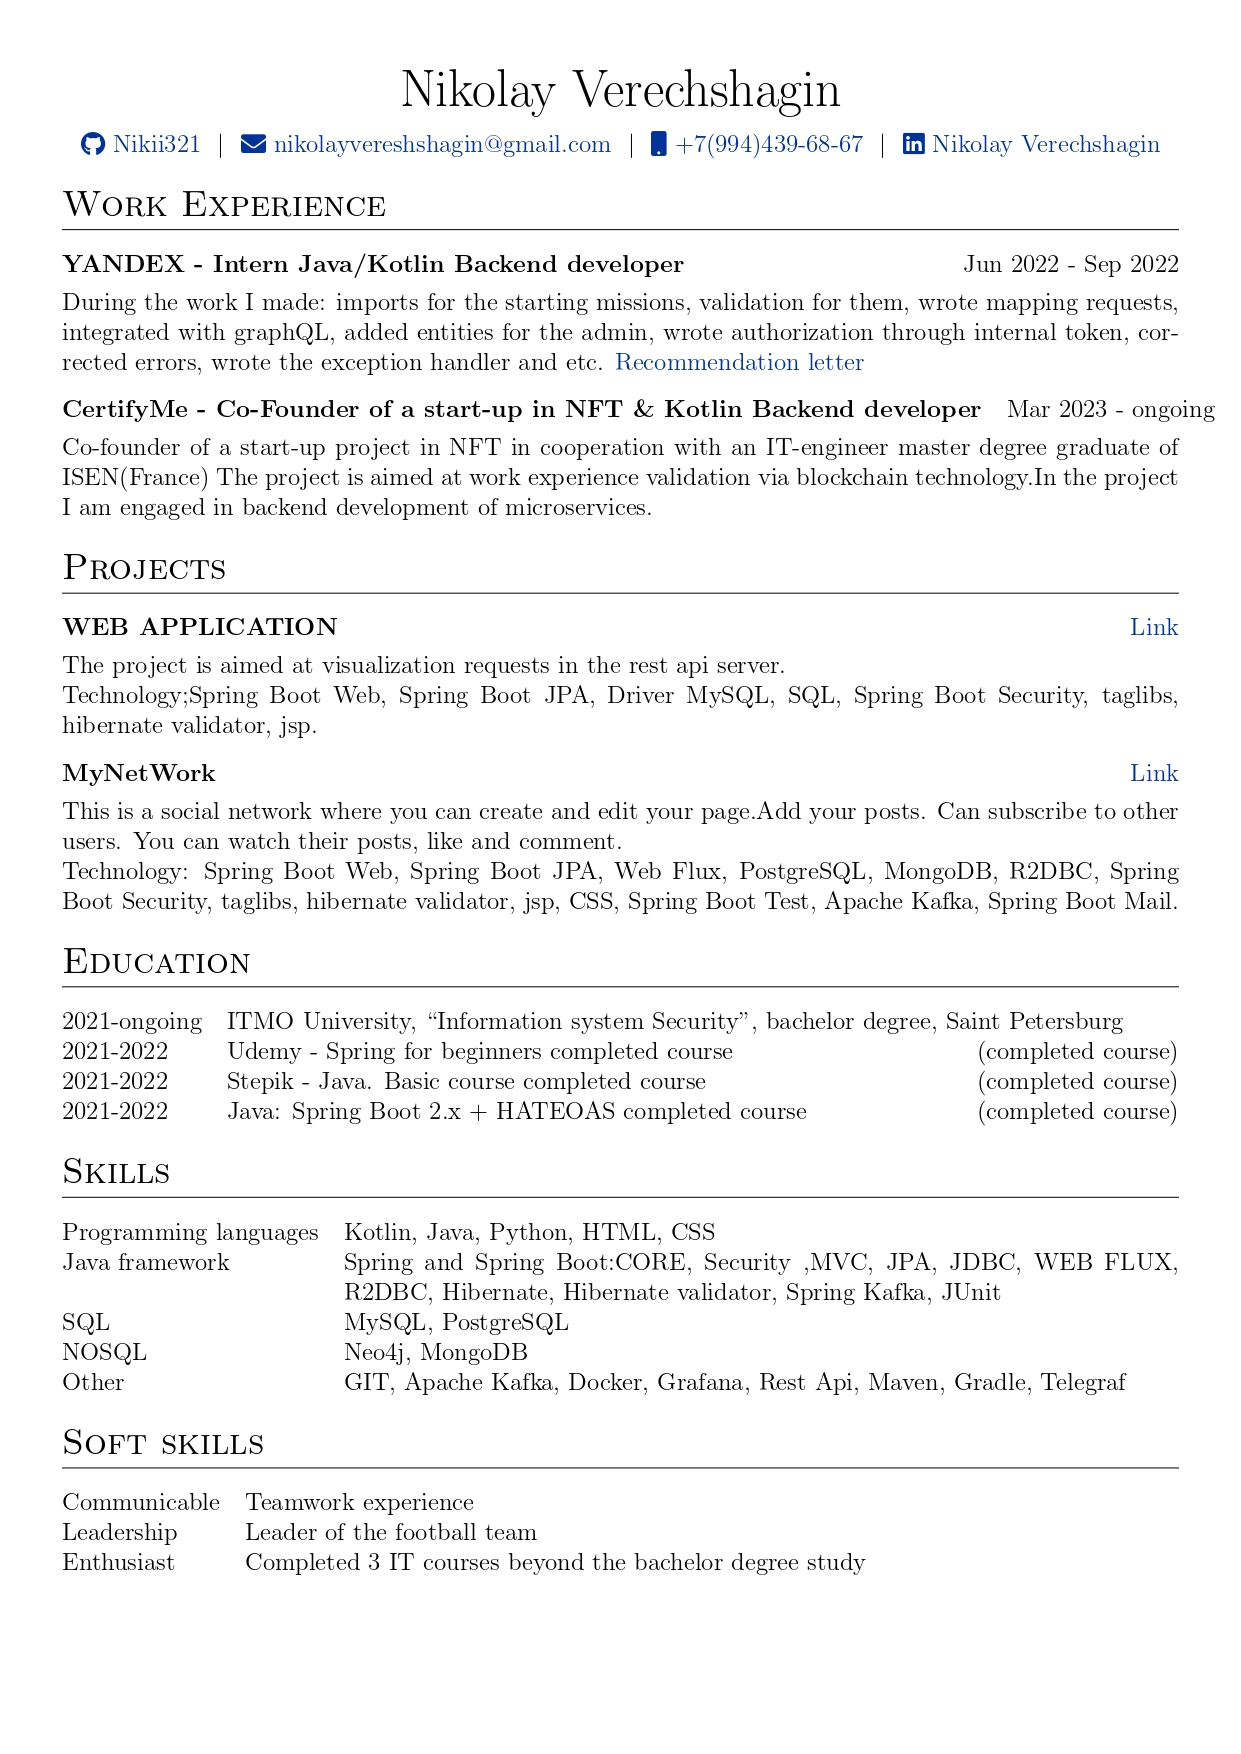 Nikolay Verechshagin
Nikii321 | nikolayvereshshagin@gmail.com | +7(994)439-68-67 | Nikolay Verechshagin
Work Experience
YANDEX - Intern Java/Kotlin Backend developer Jun 2022 - Sep 2022
During the work I made: imports for the starting missions, validation for them, wrote mapping requests,
integrated with graphQL, added entities for the admin, wrote authorization through internal token, cor-
rected errors, wrote the exception handler and etc. Recommendation letter
CertifyMe - Co-Founder of a start-up in NFT & Kotlin Backend developer Mar 2023 - ongoing
Co-founder of a start-up project in NFT in cooperation with an IT-engineer master degree graduate of
ISEN(France) The project is aimed at work experience validation via blockchain technology.In the project
I am engaged in backend development of microservices.
Projects
WEB APPLICATION Link
The project is aimed at visualization requests in the rest api server.
Technology;Spring Boot Web, Spring Boot JPA, Driver MySQL, SQL, Spring Boot Security, taglibs,
hibernate validator, jsp.
MyNetWork Link
This is a social network where you can create and edit your page.Add your posts. Can subscribe to other
users. You can watch their posts, like and comment.
Technology: Spring Boot Web, Spring Boot JPA, Web Flux, PostgreSQL, MongoDB, R2DBC, Spring
Boot Security, taglibs, hibernate validator, jsp, CSS, Spring Boot Test, Apache Kafka, Spring Boot Mail.
Education
2021-ongoing ITMO University, “Information system Security”, bachelor degree, Saint Petersburg
2021-2022 Udemy - Spring for beginners completed course (completed course)
2021-2022 Stepik - Java. Basic course completed course (completed course)
2021-2022 Java: Spring Boot 2.x + HATEOAS completed course (completed course)
Skills
Programming languages Kotlin, Java, Python, HTML, CSS
Java framework Spring and Spring Boot:CORE, Security ,MVC, JPA, JDBC, WEB FLUX,
R2DBC, Hibernate, Hibernate validator, Spring Kafka, JUnit
SQL MySQL, PostgreSQL
NOSQL Neo4j, MongoDB
Other GIT, Apache Kafka, Docker, Grafana, Rest Api, Maven, Gradle, Telegraf
Soft skills
Communicable Teamwork experience
Leadership Leader of the football team
Enthusiast Completed 3 IT courses beyond the bachelor degree study